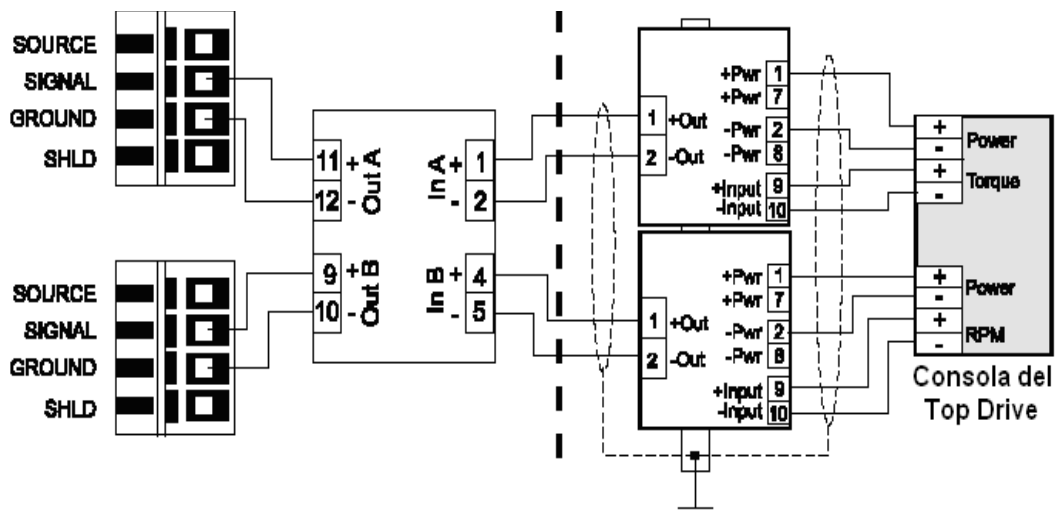 SOURCE
SIGNAL
GROUND
SHLD
SOURCE
SIGNAL
GROUND
SHLD
11 + Out A
12 -
9 + Out B
10 -
In A + 1
- 2
In B + 4
- 5
1 +Out
2 -Out
+Pwr 1
+Pwr 7
-Pwr 2
-Pwr 8
+Input 9
-Input 10
1 +Out
2 -Out
+Pwr 1
+Pwr 7
-Pwr 2
-Pwr 8
+Input 9
-Input 10
+ Power
-
+ Torque
-
+ Power
-
+ RPM
-
Consola del
Top Drive